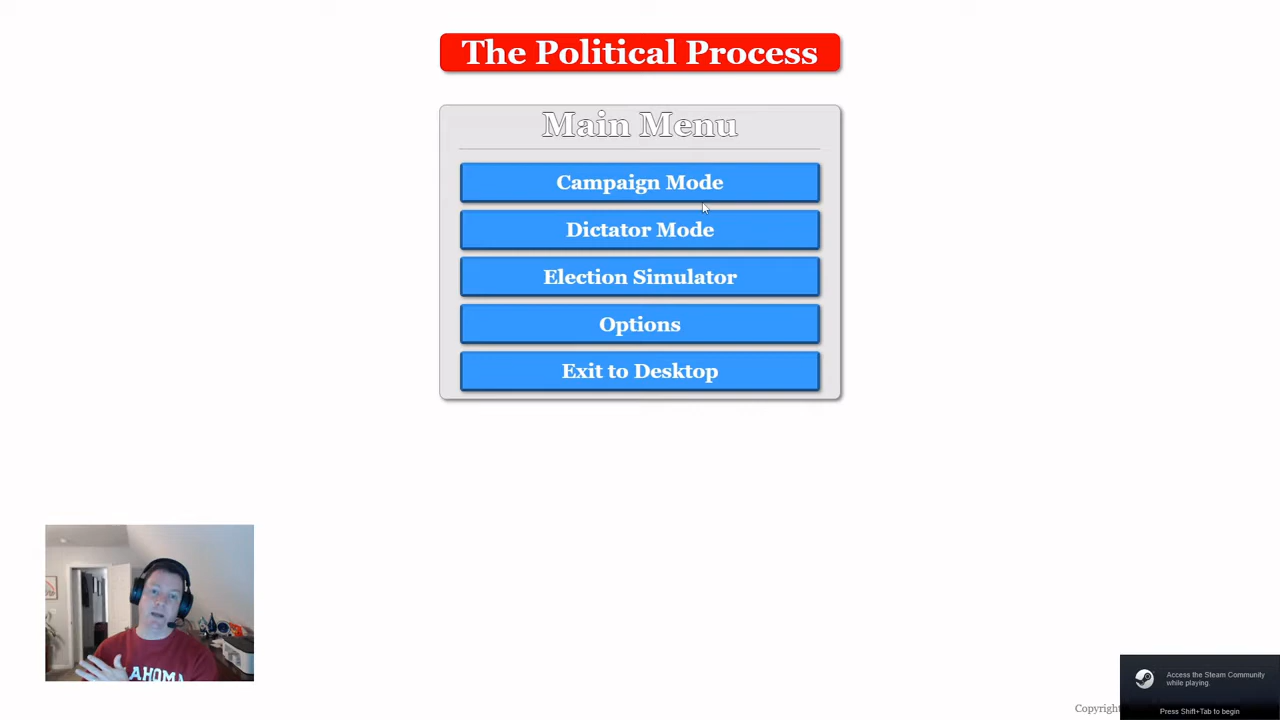 The Political Process
Main Menu
Campaign Mode
Dictator Mode
Election Simulator
Options
Exit to Desktop
AHOMA
Access the Steam Community
while playing.
Copyright
Press Shift+Tab to begin